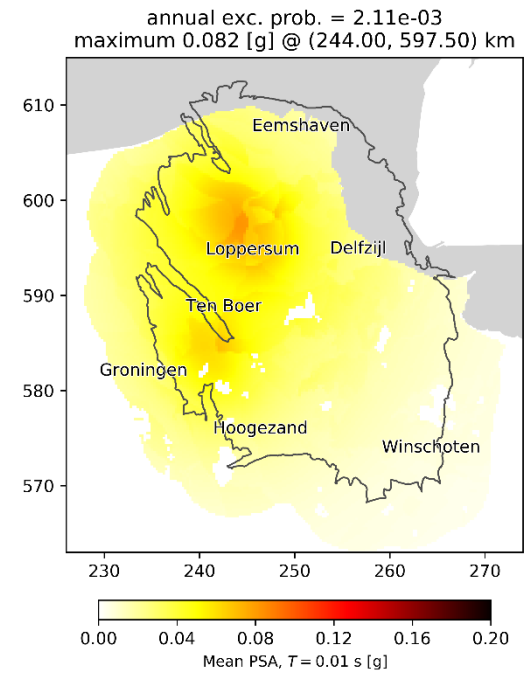 annual exc. prob. = 2.11e-03
maximum 0.082 [g] @ (244.00, 597.50) km
610
Eemshaven
600
Loppersum
Delfzijl
590
Ten Boer
Groningen
580
Hoogezand
Winschoten
570
230 240 250 260 270
0.00 0.04 0.08 0.12 0.16 0.20
Mean PSA, T = 0.01 s [g]